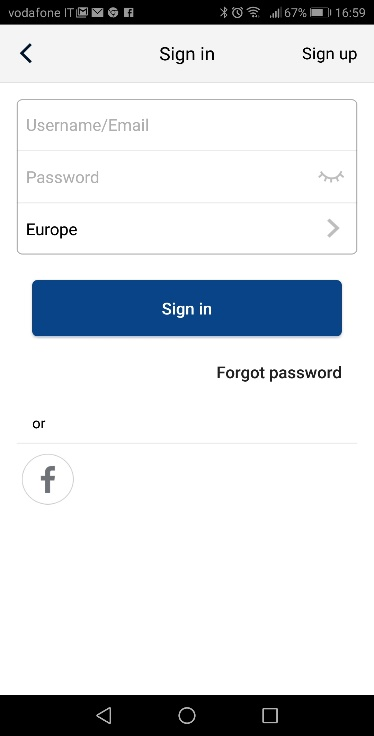 vodafone IT 67% 16:59
Sign in Sign up
Username/Email
Password
Europe
Sign in
Forgot password
or
f